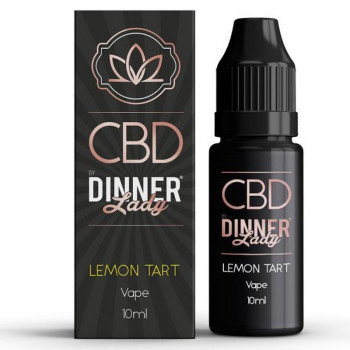 CBD
BY
DINNER®
Lady
LEMON TART
Vape
10ml
CBD
BY
DINNER®
Lady
LEMON TART
Vape
10ml